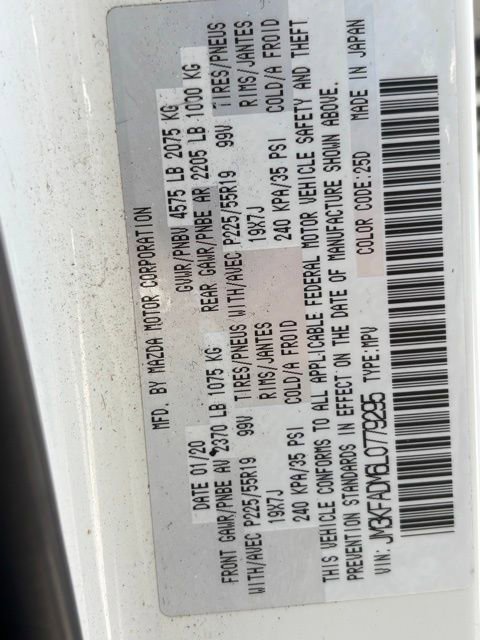 MFD. BY MAZDA MOTOR CORPORATION
DATE 01/20 GVWR/PNBV 4575 LB 2075 KG
FRONT GAWR/PNBE AV 2370 LB 1075 KG REAR GAWR/PNBE AR 2205 LB 1000 KG
WITH/AVEC P225/55R19 99V TIRES/PNEUS WITH/AVEC P225/55R19 99V TIRES/PNEUS
19X7J RIMS/JANTES 19X7J RIMS/JANTES
240 KPA/35 PSI COLD/A FROID 240 KPA/35 PSI COLD/A FROID
THIS VEHICLE CONFORMS TO ALL APPLICABLE FEDERAL MOTOR VEHICLE SAFETY AND THEFT
PREVENTION STANDARDS IN EFFECT ON THE DATE OF MANUFACTURE SHOWN ABOVE.
VIN: JM3KFADM6L0779295 TYPE:MPV COLOR CODE:25D MADE IN JAPAN